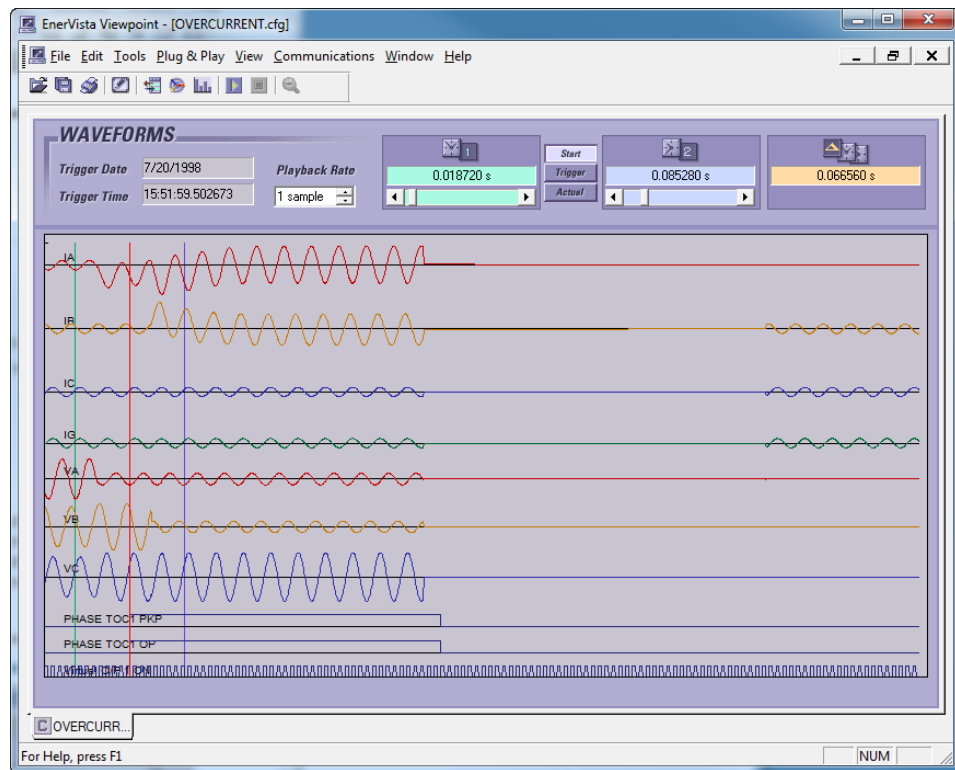 EnerVista Viewpoint - [OVERCURRENT.cfg]
File Edit Tools Plug & Play View Communications Window Help
WAVEFORMS
Trigger Date 7/20/1998 Playback Rate
Trigger Time 15:51:59.502673 1 sample
1
0.018720 s
Start
Trigger
Actual
2
0.085280 s
0.066560 s
IA
IB
IC
IG
VA
VB
VC
PHASE TOC1 PKP
PHASE TOC1 OP
Virtual O/P 1 ON
C OVERCURR...
For Help, press F1 NUM